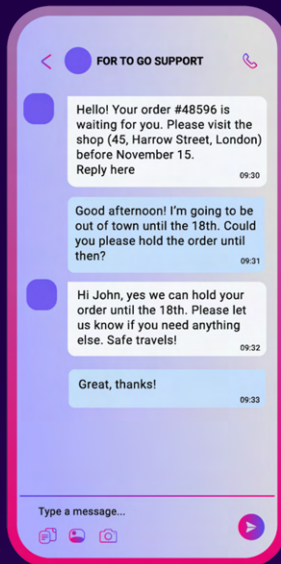 FOR TO GO SUPPORT
Hello! Your order #48596 is
waiting for you. Please visit the
shop (45, Harrow Street, London)
before November 15.
Reply here
09:30
Good afternoon! I'm going to be
out of town until the 18th. Could
you please hold the order until
then?
09:31
Hi John, yes we can hold your
order until the 18th. Please let
us know if you need anything
else. Safe travels!
09:32
Great, thanks!
09:33
Type a message...